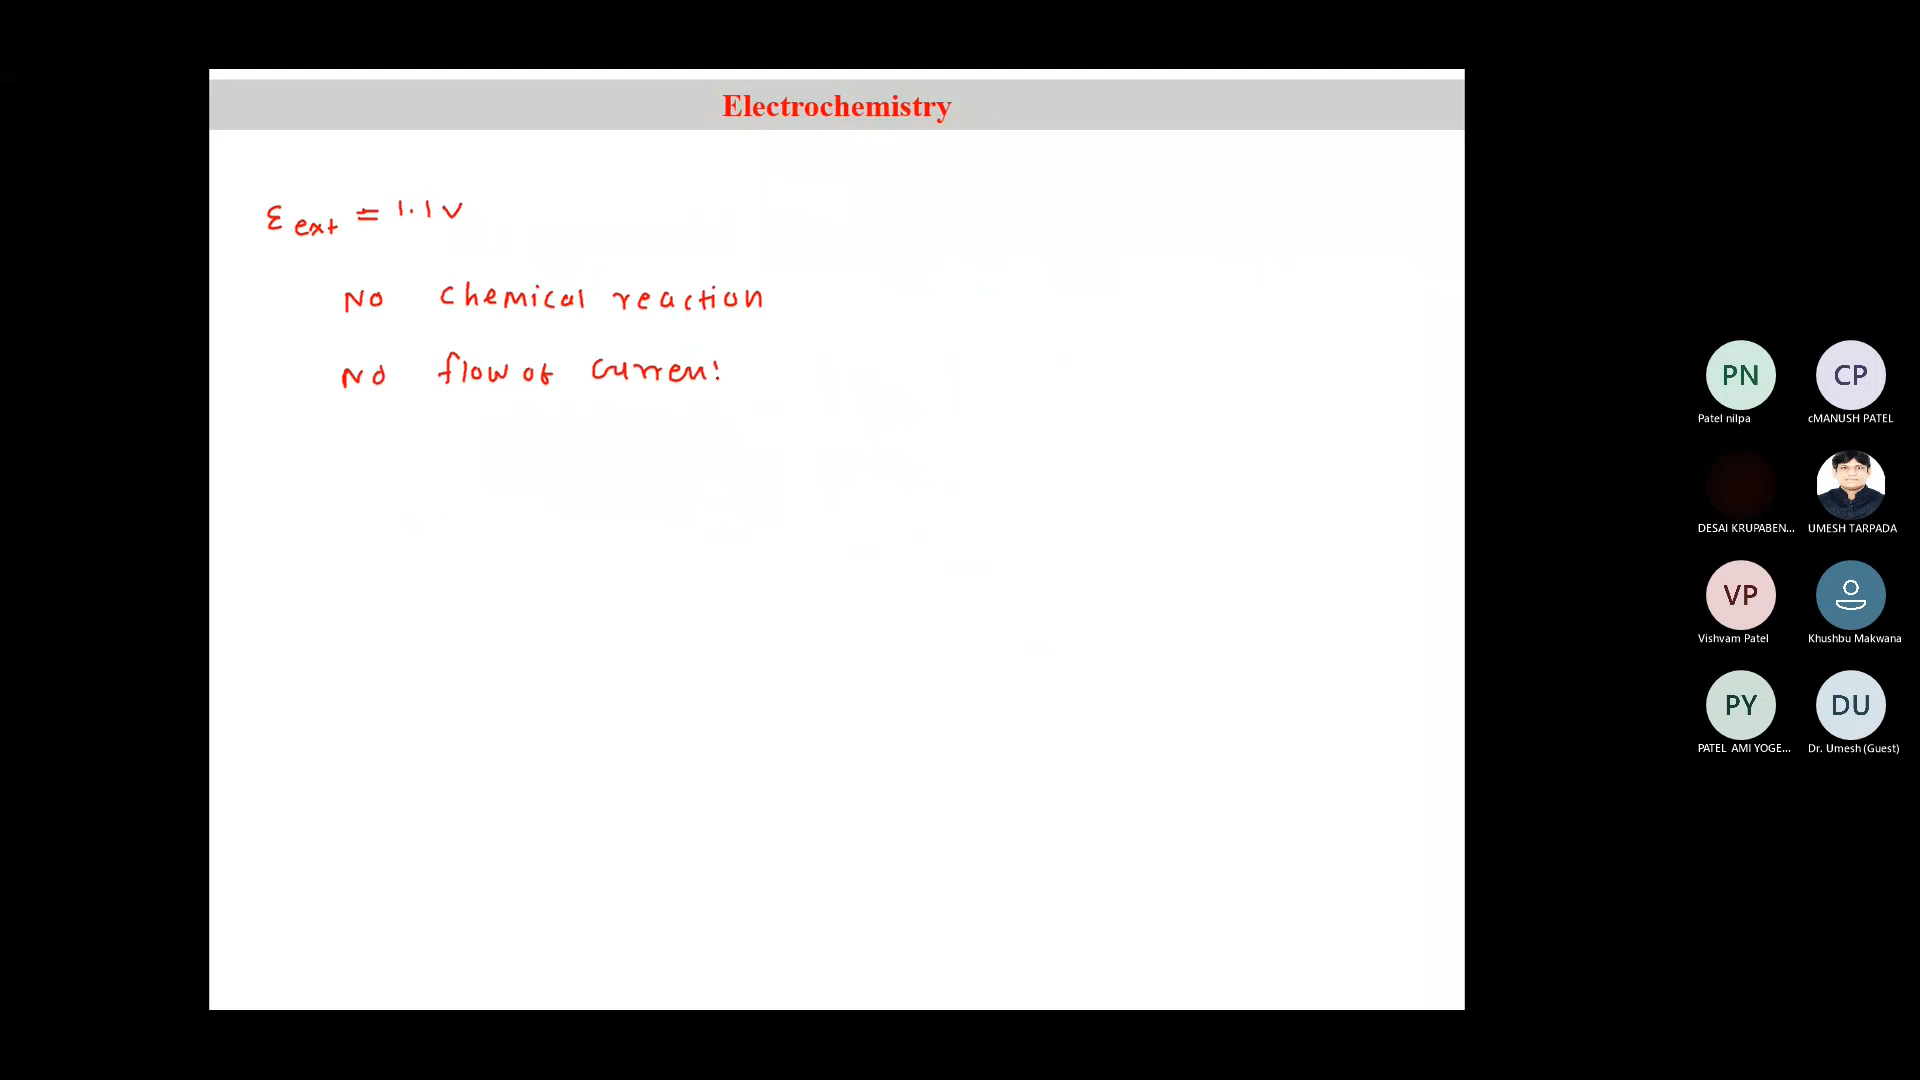 Electrochemistry
Ɛ ext = 1.1 V
No chemical reaction
No flow of
PN
CP
Patel nilpa
cMANUSH PATEL
DESAI KRUPABEN...
UMESH TARPADA
VP
Vishvam Patel
Khushbu Makwana
PY
DU
PATEL AMI YOGE...
Dr. Umesh (Guest)